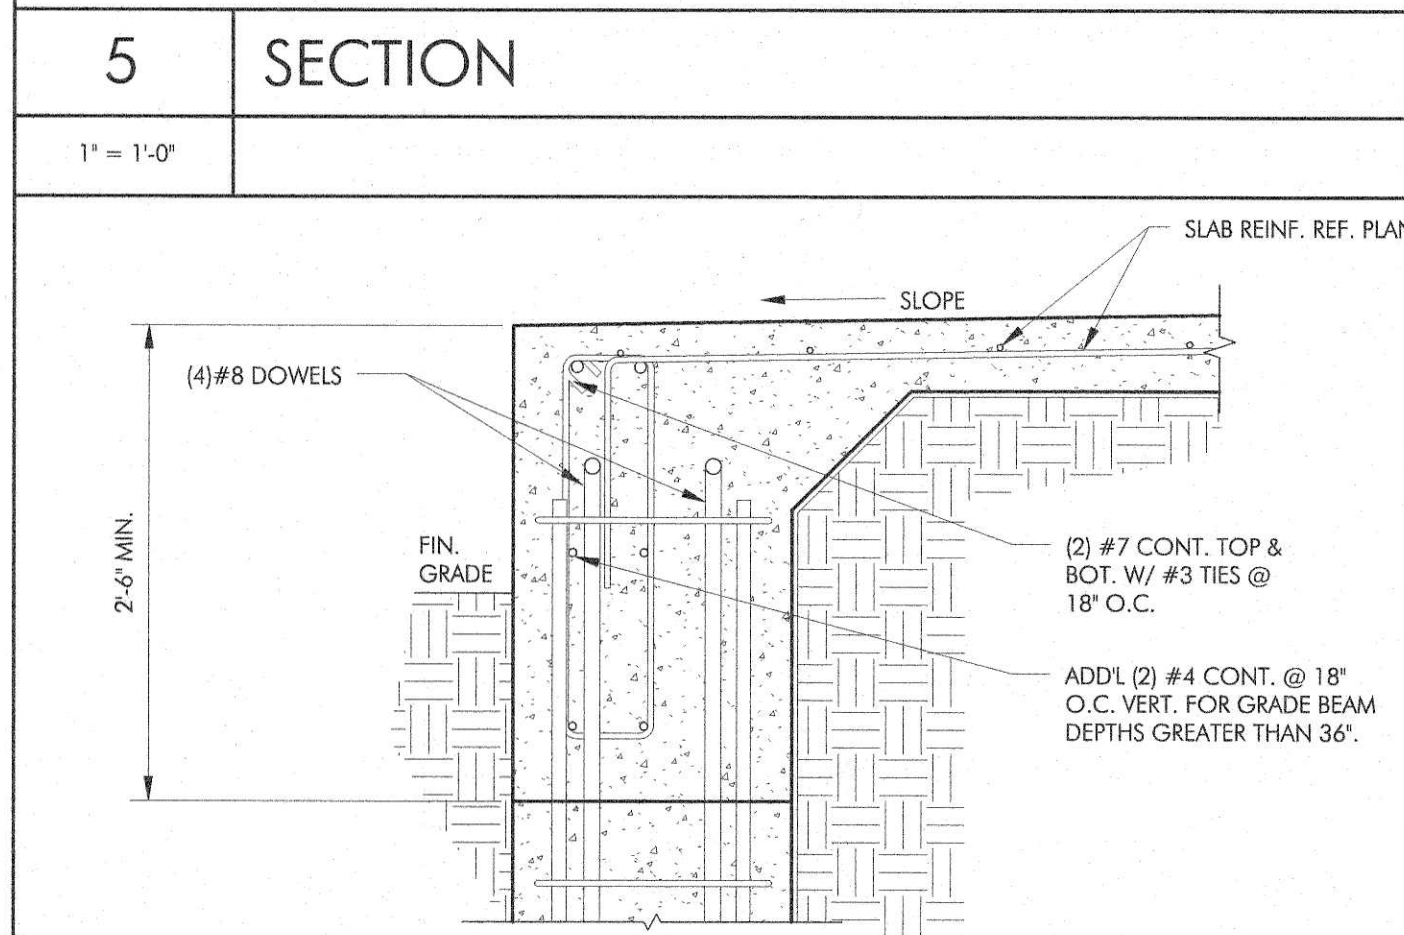 5
SECTION
1" = 1'-0"
SLAB REINF. REF. PLAN
SLOPE
(4)#8 DOWELS
2'-6" MIN.
FIN.
GRADE
(2) #7 CONT. TOP &
BOT. W/ #3 TIES @
18" O.C.
ADD'L (2) #4 CONT. @ 18"
O.C. VERT. FOR GRADE BEAM
DEPTHS GREATER THAN 36".